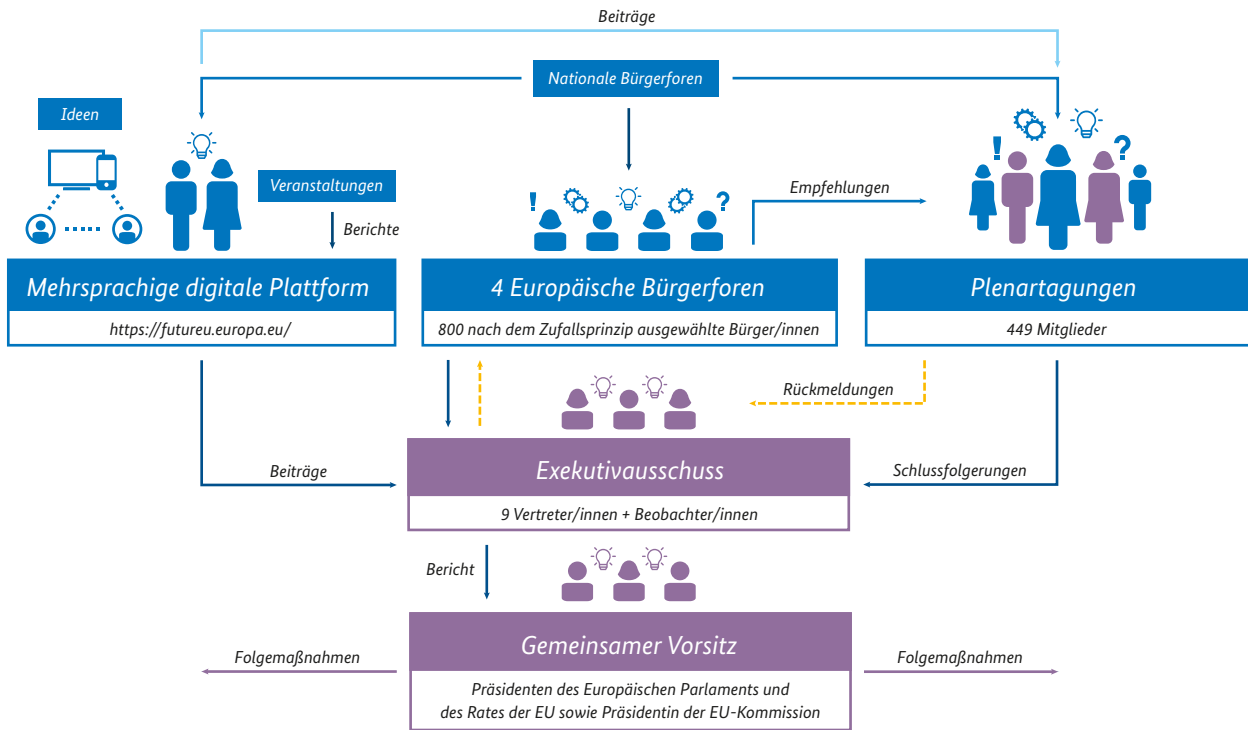 Beiträge
Nationale Bürgerforen
Ideen
Veranstaltungen
Berichte
! ?
Empfehlungen
! ?
Mehrsprachige digitale Plattform
https://futureu.europa.eu/
4 Europäische Bürgerforen
800 nach dem Zufallsprinzip ausgewählte Bürger/innen
Plenartagungen
449 Mitglieder
Rückmeldungen
Beiträge
Exekutivausschuss
9 Vertreter/innen + Beobachter/innen
Schlussfolgerungen
Bericht
Gemeinsamer Vorsitz
Präsidenten des Europäischen Parlaments und
des Rates der EU sowie Präsidentin der EU-Kommission
Folgemaßnahmen
Folgemaßnahmen